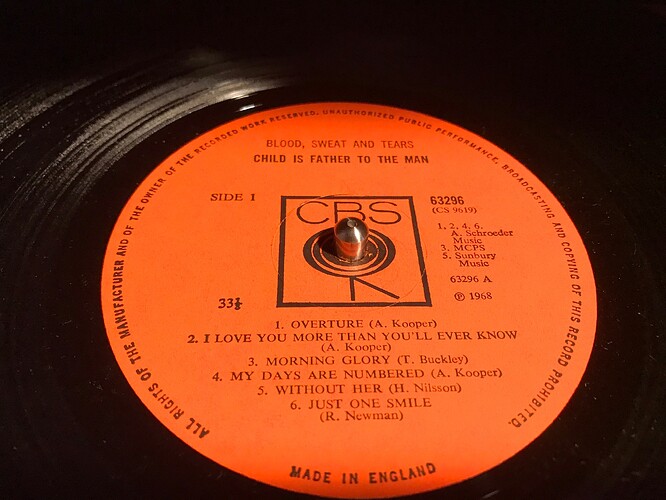 ALL RIGHTS OF THE MANUFACTURER AND OF THE OWNER OF THE RECORDED WORK RESERVED. UNAUTHORIZED PUBLIC PERFORMANCE, BROADCASTING AND COPYING OF THIS RECORD PROHIBITED.
BLOOD, SWEAT AND TEARS
CHILD IS FATHER TO THE MAN
SIDE 1
CBS
63296
(CS 9619)
1, 2, 4, 6.
A. Schroeder
Music
3. MCPS
5. Sunbury
Music
63296 A
33⅓
℗ 1968
1. OVERTURE (A. Kooper)
2. I LOVE YOU MORE THAN YOU'LL EVER KNOW
(A. Kooper)
3. MORNING GLORY (T. Buckley)
4. MY DAYS ARE NUMBERED (A. Kooper)
5. WITHOUT HER (H. Nilsson)
6. JUST ONE SMILE
(R. Newman)
MADE IN ENGLAND